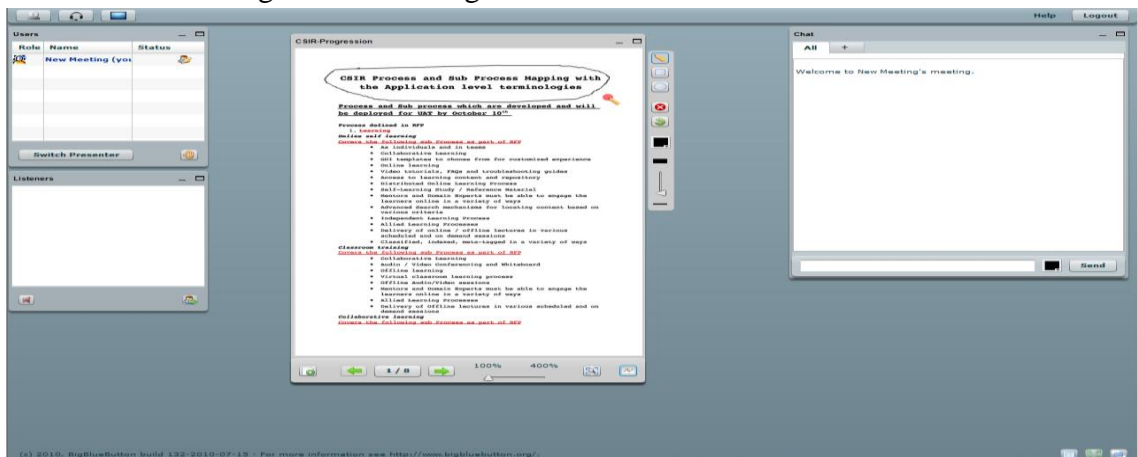 Help Logout
Users
Role Name Status
New Meeting (you
Switch Presenter
Listeners
CSIR-Progression
CSIR Process and Sub Process Mapping with
the Application level terminologies
Process and Sub process which are developed and will
be deployed for UAT by October 10th
Process defined in RFP
1. Learning
Online self learning
Covers the following sub Process as part of RFP
• As individuals and in teams
• Collaborative Learning
• GUI templates to choose from for customized experience
• Online learning
• Video tutorials, FAQs and troubleshooting guides
• Access to learning content and repository
• Distributed Online Learning Process
• Self-Learning Study / Reference Material
• Mentors and Domain Experts must be able to engage the
learners online in a variety of ways
• Advanced Search mechanisms for locating content based on
various criteria
• Independent Learning Process
• Allied Learning Processes
• Delivery of online / offline lectures in various
scheduled and on demand sessions
• Classified, indexed, meta-tagged in a variety of ways
Classroom training
Covers the following sub Process as part of RFP
• Collaborative Learning
• Audio / Video Conferencing and Whiteboard
• Offline learning
• Virtual classroom learning process
• Offline Audio/Video sessions
• Mentors and Domain Experts must be able to engage the
learners online in a variety of ways
• Allied Learning Processes
• Delivery of Offline lectures in various scheduled and on
demand sessions
Collaborative learning
Covers the following sub Process as part of RFP
1 / 8
100% 400%
Chat
All +
Welcome to New Meeting's meeting.
Send
(c) 2010, BigBlueButton build 132-2010-07-15 - For more information see http://www.bigbluebutton.org/.